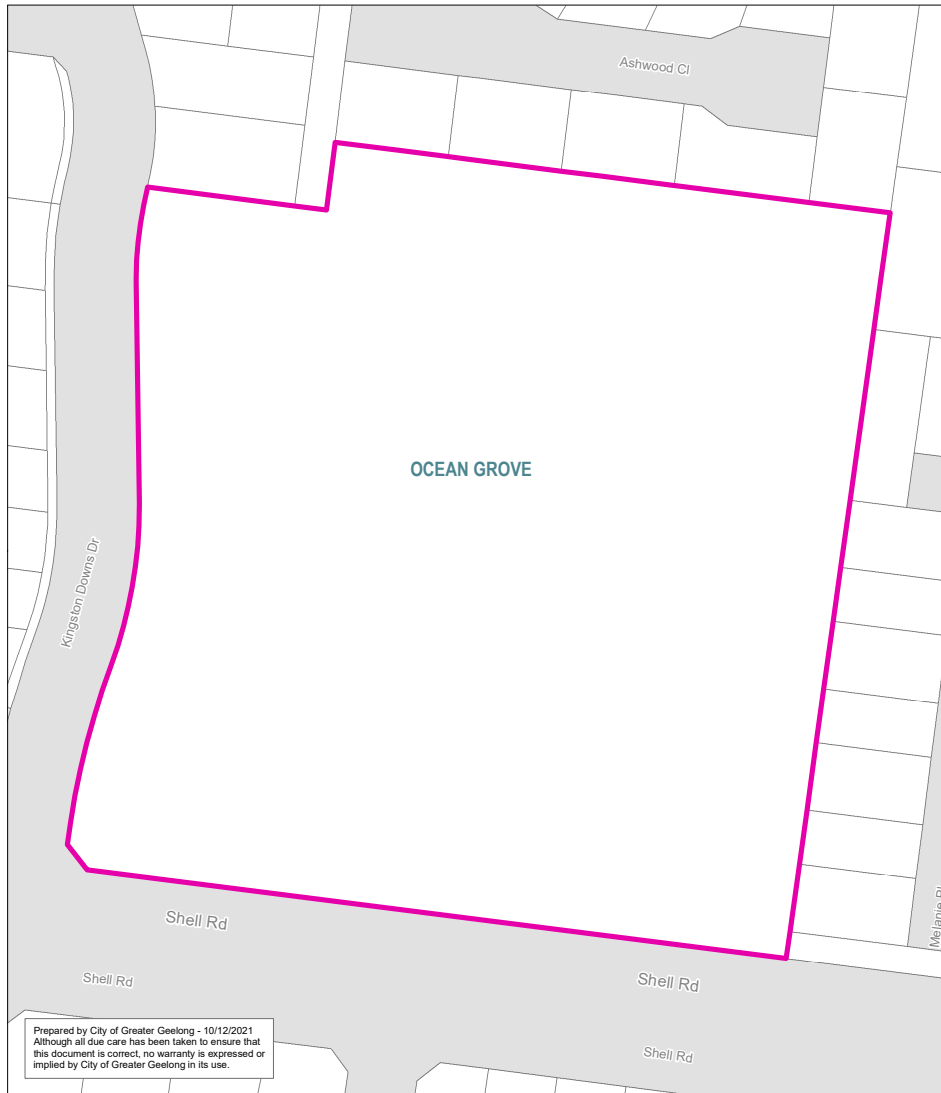 Ashwood Cl
OCEAN GROVE
Kingston Downs Dr
Melanie Pl
Shell Rd
Shell Rd
Shell Rd
Shell Rd
Prepared by City of Greater Geelong - 10/12/2021
Although all due care has been taken to ensure that
this document is correct, no warranty is expressed or
implied by City of Greater Geelong in its use.